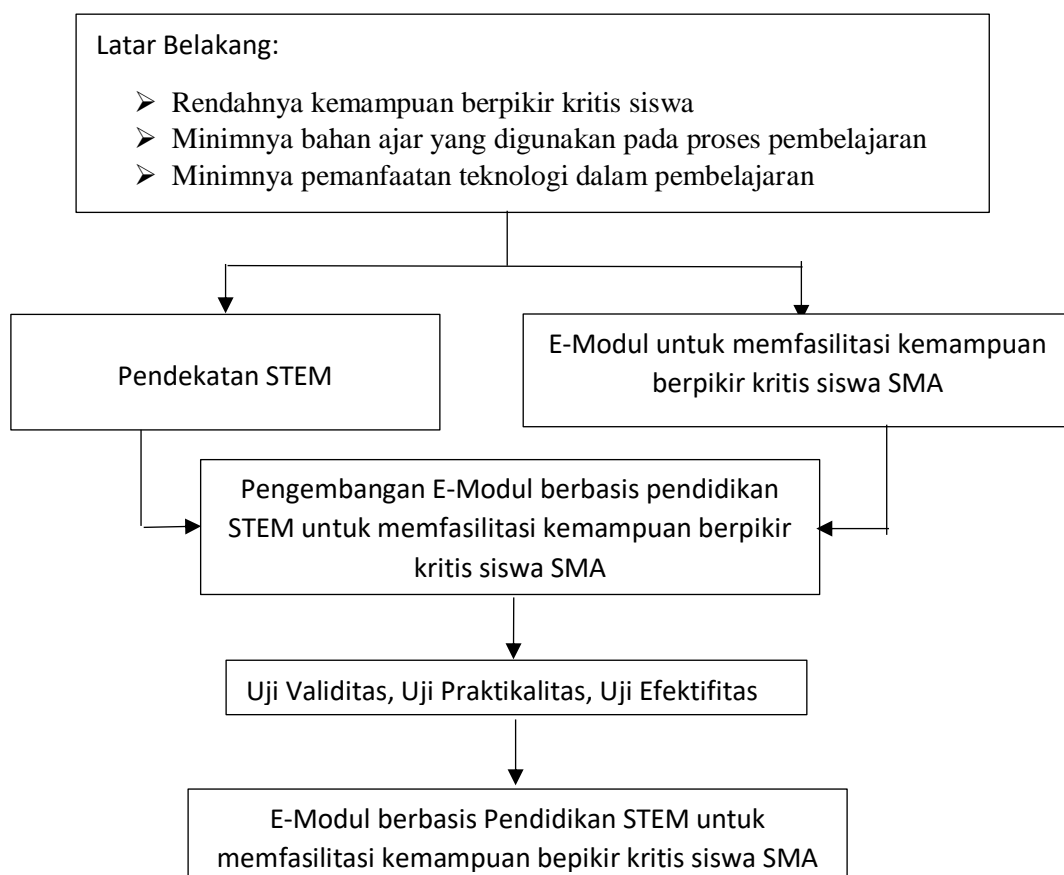 Latar Belakang:
➢ Rendahnya kemampuan berpikir kritis siswa
➢ Minimnya bahan ajar yang digunakan pada proses pembelajaran
➢ Minimnya pemanfaatan teknologi dalam pembelajaran
Pendekatan STEM
E-Modul untuk memfasilitasi kemampuan
berpikir kritis siswa SMA
Pengembangan E-Modul berbasis pendidikan
STEM untuk memfasilitasi kemampuan berpikir
kritis siswa SMA
Uji Validitas, Uji Praktikalitas, Uji Efektifitas
E-Modul berbasis Pendidikan STEM untuk
memfasilitasi kemampuan bepikir kritis siswa SMA